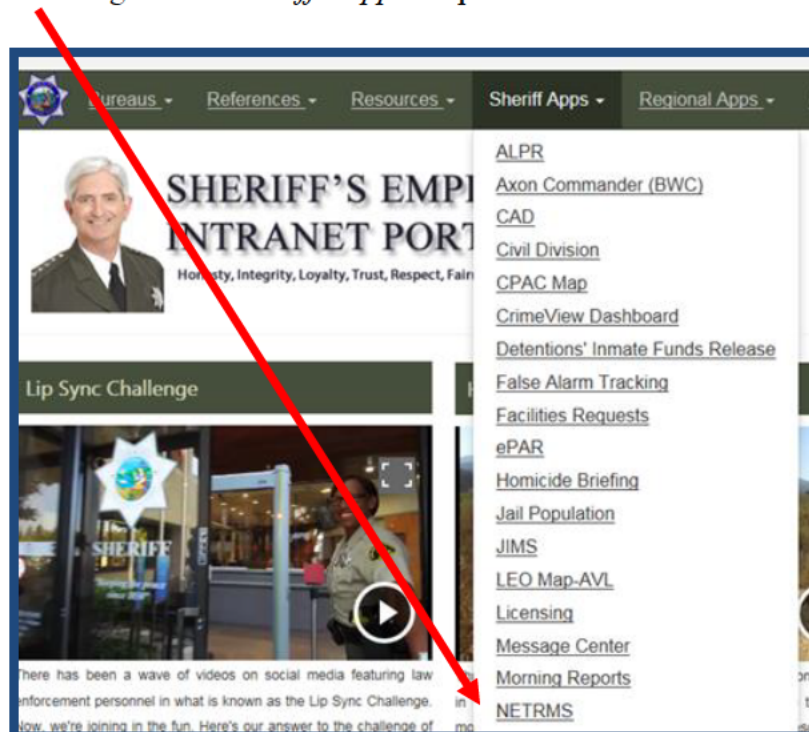 Bureaus
References
Resources
Sheriff Apps
Regional Apps
SHERIFF'S
INTRANET
Honesty, Integrity, Loyalty, Trust, Respect,
ALPR
Axon Commander (BWC)
CAD
Civil Division
CPAC Map
CrimeView Dashboard
Detentions' Inmate Funds Release
False Alarm Tracking
Facilities Requests
ePAR
Homicide Briefing
Jail Population
JIMS
LEO Map-AVL
Licensing
Message Center
Morning Reports
NETRMS
Lip Sync Challenge
SHERIFF
There has been a wave of videos on social media featuring law
enforcement personnel in what is known as the Lip Sync Challenge.
Now, we're joining in the fun. Here's our answer to the challenge of